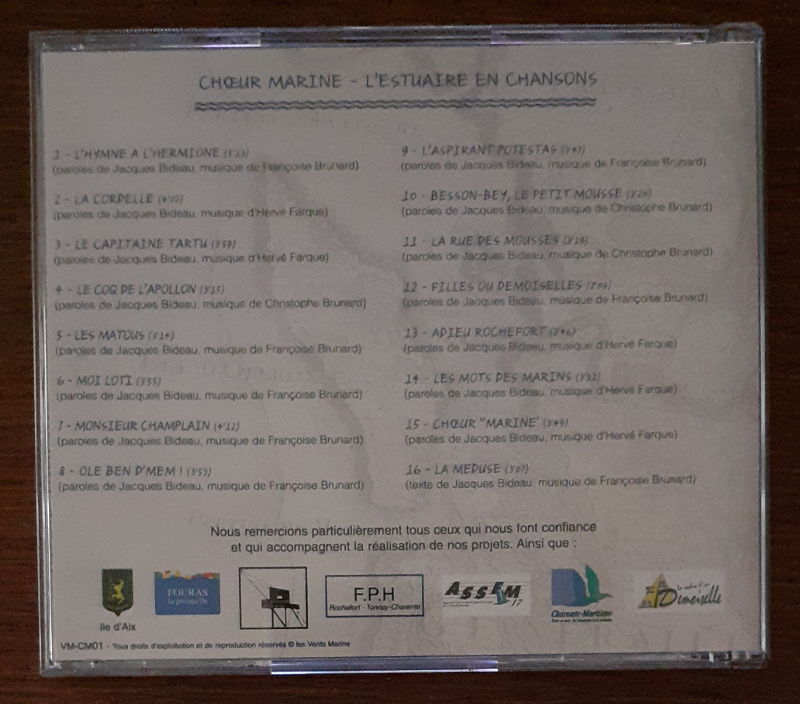 CHŒUR MARINE - L'ESTUAIRE EN CHANSONS
1 - L'HYMNE A L'HERMIONE
(paroles de Jacques Bideau, musique de Françoise Brunard)
2 - LA CORDELLE
(paroles de Jacques Bideau, musique d'Hervé Farque)
3 - LE CAPITAINE TARTU (3'59)
(paroles de Jacques Bideau, musique d'Hervé Farque)
4 - LE COQ DE L'APOLLON (3'15)
(paroles de Jacques Bideau, musique de Christophe Brunard)
5 - LES MATOUS (3'14)
(paroles de Jacques Bideau, musique de Françoise Brunard)
6 - MOI LOTI (3'55)
(paroles de Jacques Bideau, musique de Françoise Brunard)
7 - MONSIEUR CHAMPLAIN (4'12)
(paroles de Jacques Bideau, musique de Françoise Brunard)
8 - OLE BEN D'MEM ! (3'53)
(paroles de Jacques Bideau, musique de Françoise Brunard)
9 - L'ASPIRANT POTESTAS
(paroles de Jacques Bideau, musique de Françoise Brunard)
10 - BESSON-BEY, LE PETIT MOUSSE
(paroles de Jacques Bideau, musique de Christophe Brunard)
11 - LA RUE DES MOUSSES
(paroles de Jacques Bideau, musique de Christophe Brunard)
12 - FILLES OU DEMOISELLES
(paroles de Jacques Bideau, musique de Françoise Brunard)
13 - ADIEU ROCHEFORT
(paroles de Jacques Bideau, musique d'Hervé Farque)
14 - LES MOTS DES MARINS
(paroles de Jacques Bideau, musique d'Hervé Farque)
15 - CHŒUR "MARINE' (3'49)
(paroles de Jacques Bideau, musique d'Hervé Farque)
16 - LA MEDUSE (3'07)
(texte de Jacques Bideau, musique de Françoise Brunard)
Nous remercions particulièrement tous ceux qui nous font confiance
et qui accompagnent la réalisation de nos projets. Ainsi que :
Ile d'Aix
FOURAS
F.P.H
Rochefort - Tonnay-Charente
ASSEM
17
Charente-Maritime
Demoiselle
VM-CM01 - Tous droits d'exploitation et de reproduction réservés © les Vents Marine